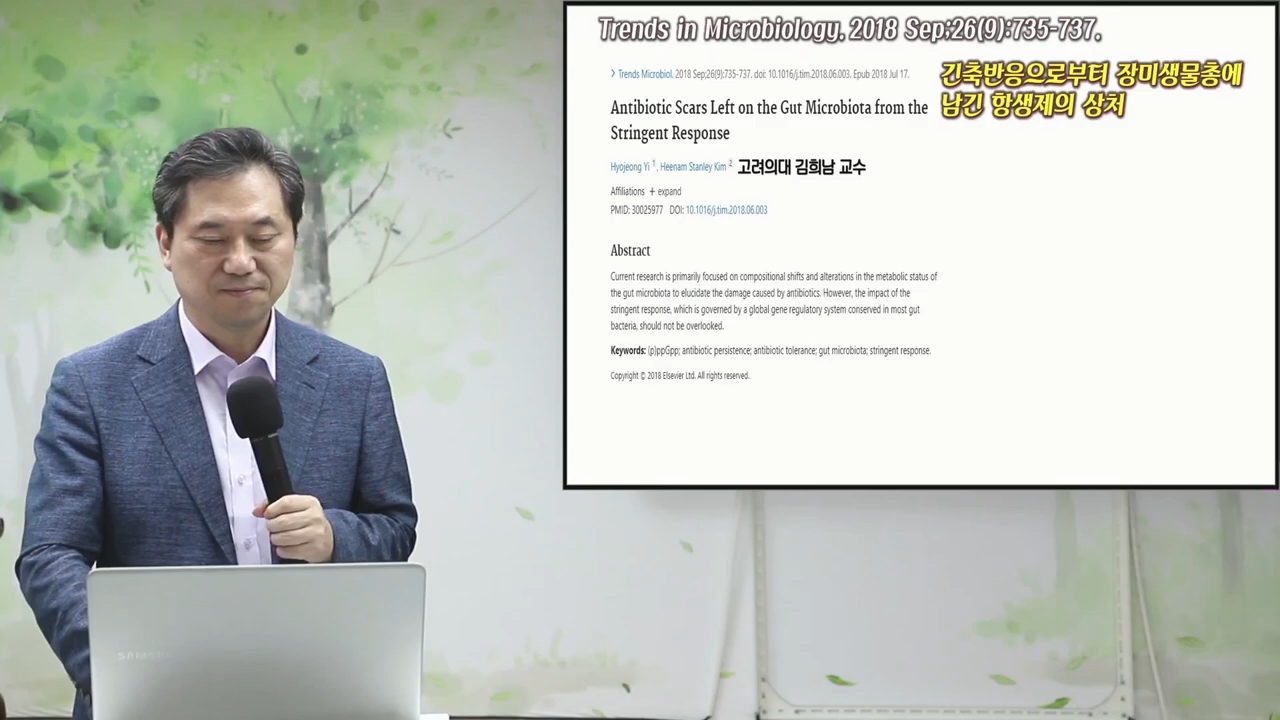 Trends in Microbiology. 2018 Sep;26(9):735-737.
> Trends Microbiol. 2018 Sep;26(9):735-737. doi: 10.1016/j.tim.2018.06.003. Epub 2018 Jul 17.
긴축반응으로부터 장미생물총에
남긴 항생제의 상처
Antibiotic Scars Left on the Gut Microbiota from the
Stringent Response
Hyojeong Yi 1, Heenam Stanley Kim 2 고려의대 김희남 교수
Affiliations + expand
PMID: 30025977 DOI: 10.1016/j.tim.2018.06.003
Abstract
Current research is primarily focused on compositional shifts and alterations in the metabolic status of
the gut microbiota to elucidate the damage caused by antibiotics. However, the impact of the
stringent response, which is governed by a global gene regulatory system conserved in most gut
bacteria, should not be overlooked.
Keywords: (p)ppGpp; antibiotic persistence; antibiotic tolerance; gut microbiota; stringent response.
Copyright © 2018 Elsevier Ltd. All rights reserved.
SAMSUNG